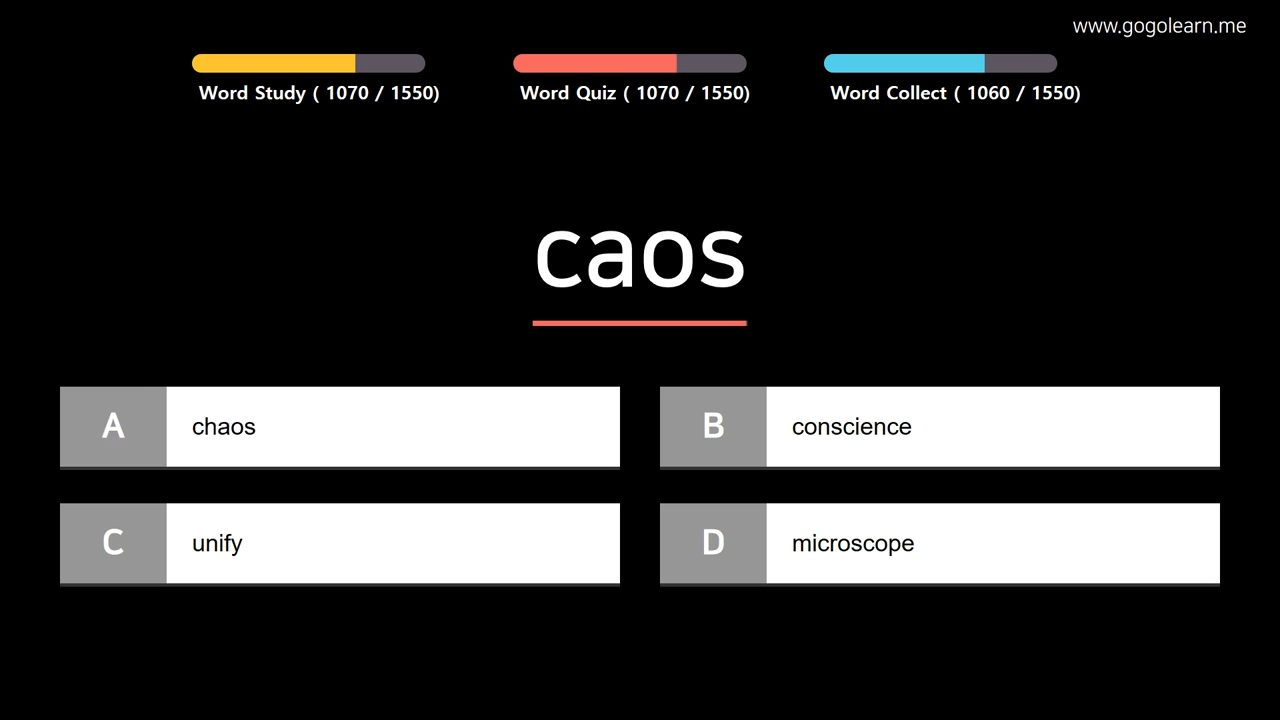 www.gogolearn.me
Word Study ( 1070 / 1550)
Word Quiz ( 1070 / 1550)
Word Collect ( 1060 / 1550)
caos
A chaos
B conscience
C unify
D microscope